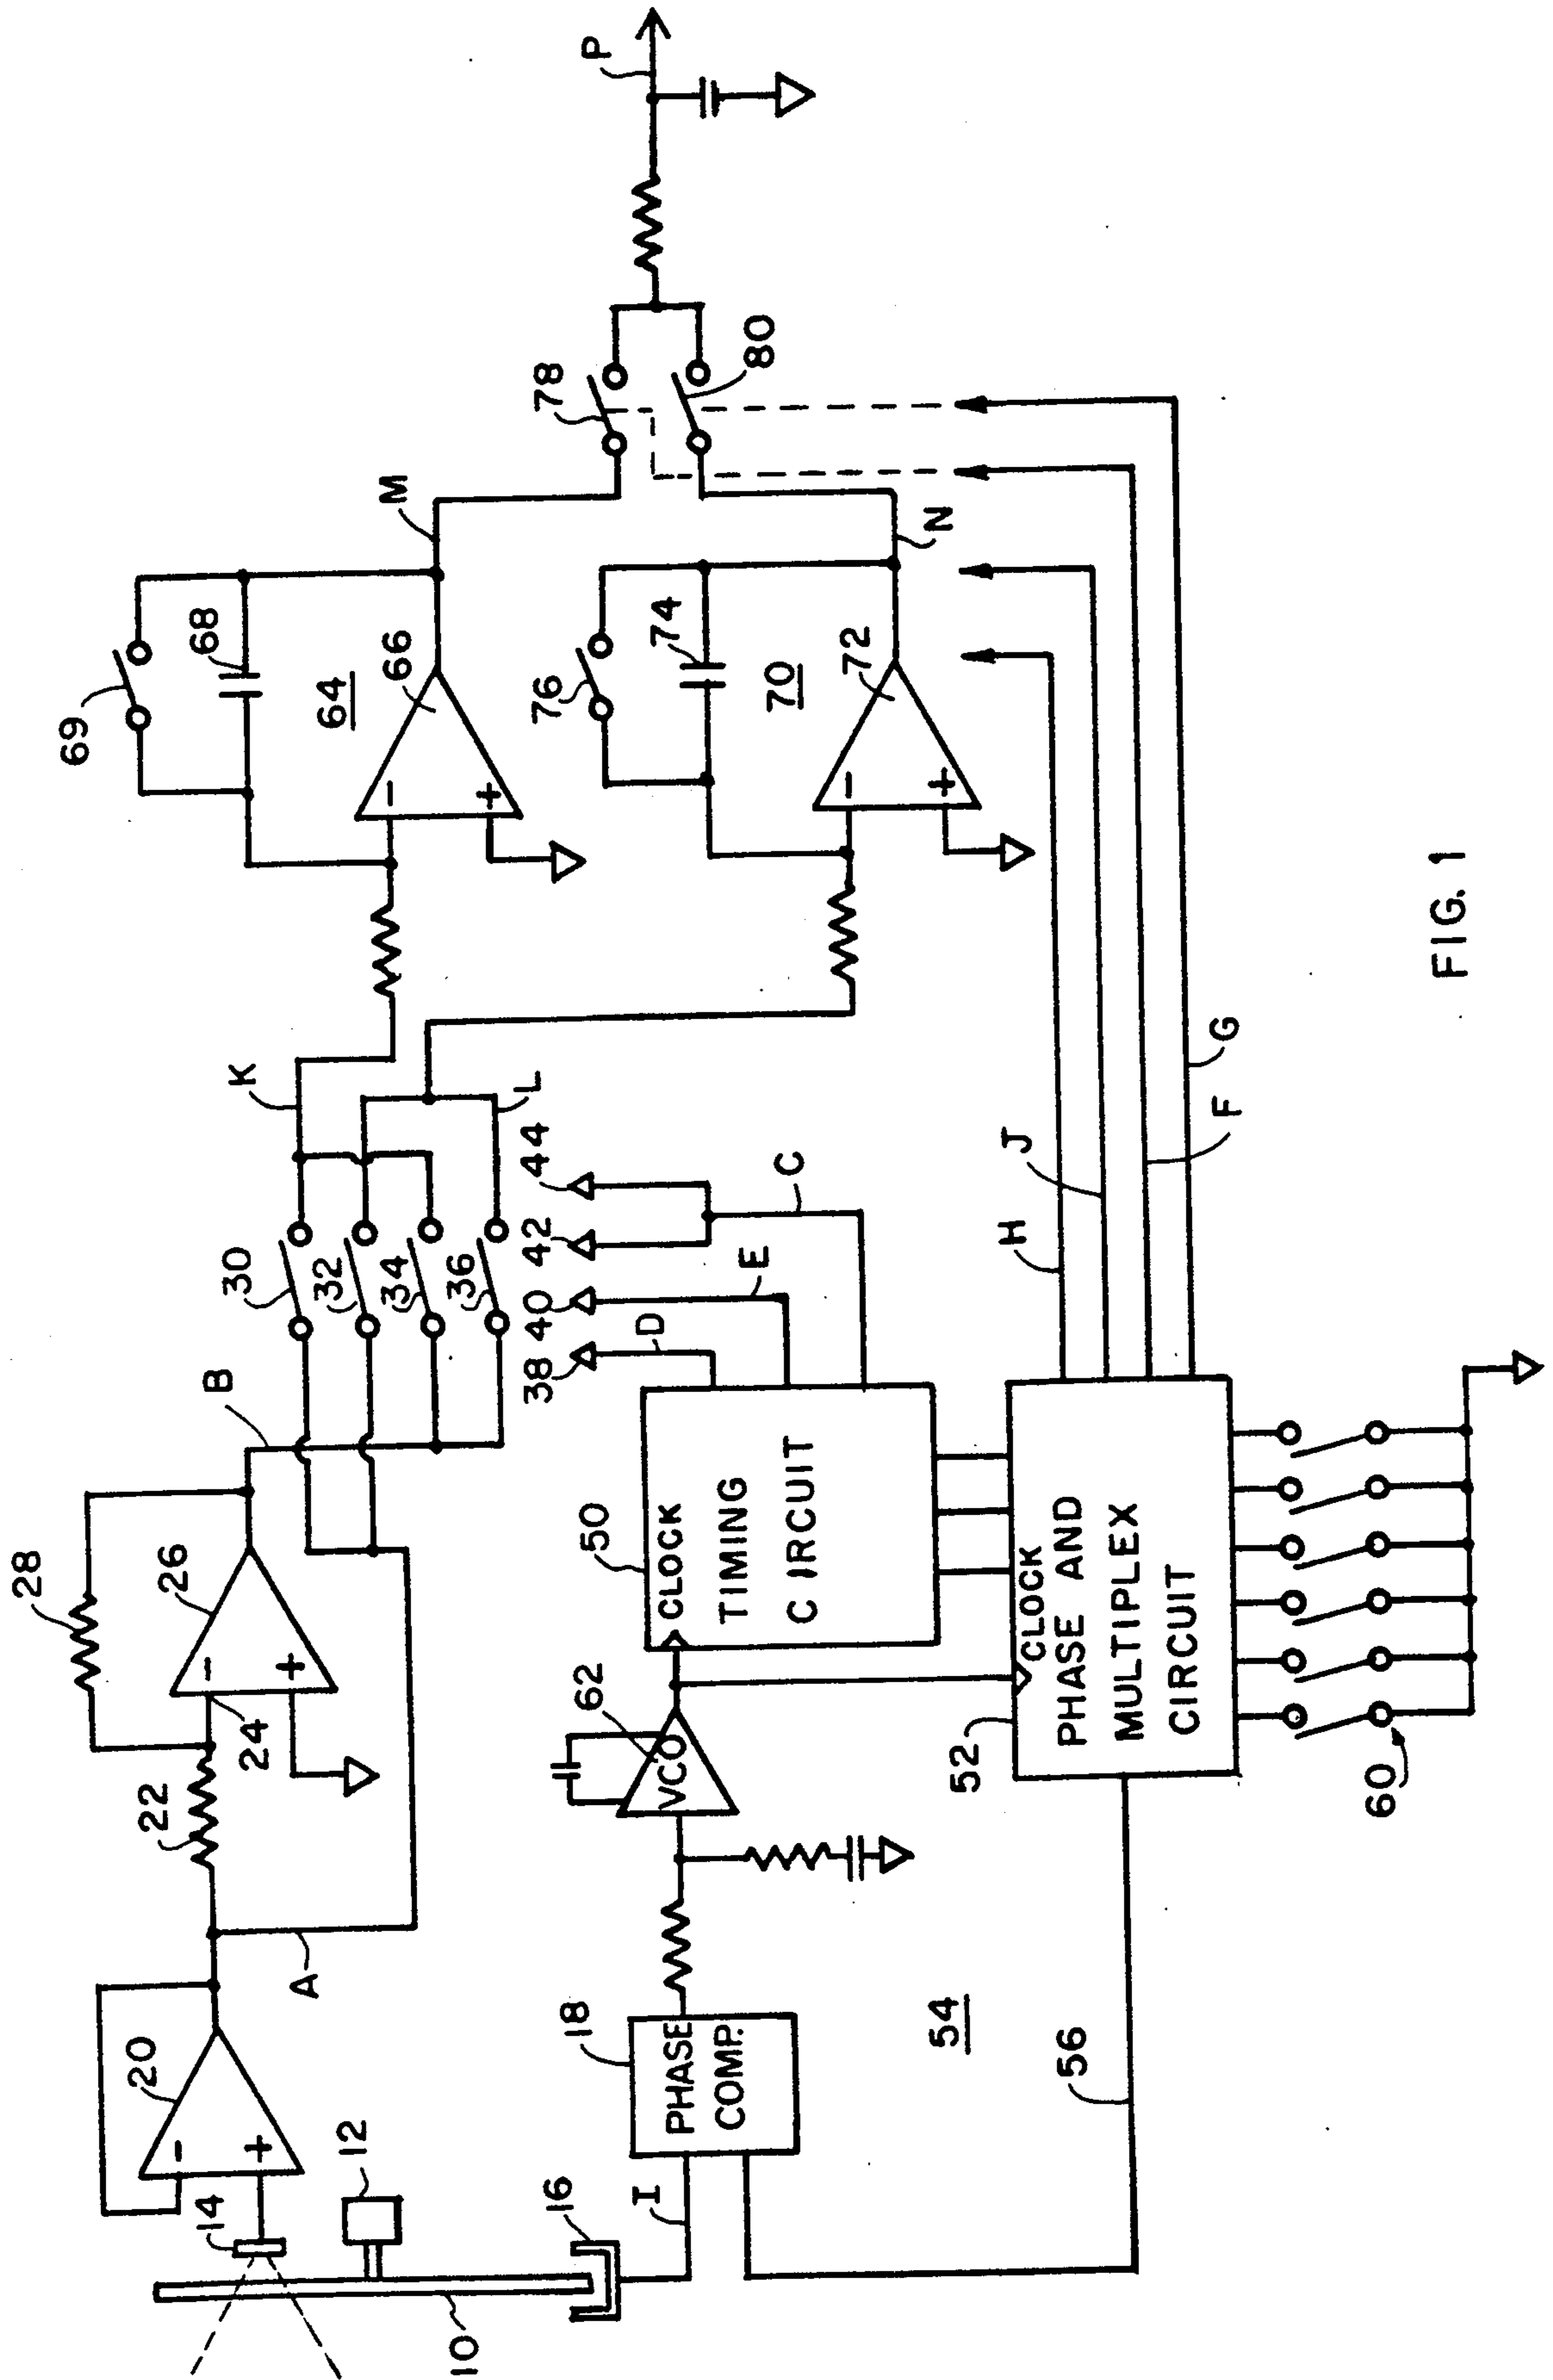 28
26
22
24
20
14
12
10
16
A
B
30
32
34
36
K
L
69
68
64
66
M
76
74
70
72
N
78
80
P
38
40
42
44
D
E
C
I
18
PHASE
COMP.
54
56
62
VCO
50
CLOCK
TIMING
CIRCUIT
52
CLOCK
PHASE AND
MULTIPLEX
CIRCUIT
60
H
J
F
G
-
+
-
+
-
+
-
+
FIG. 1